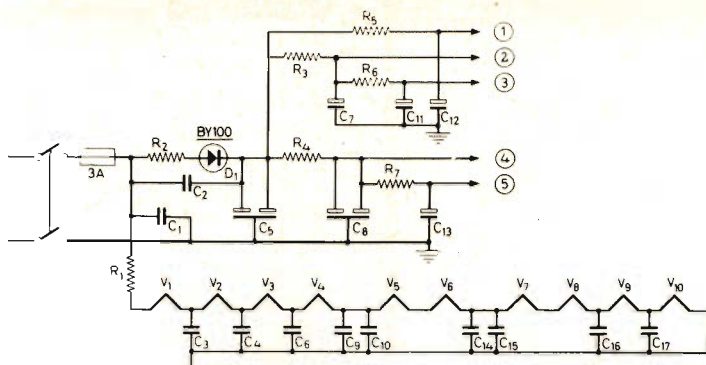 R5
1
R3
2
R6
3
C7
C11
C12
BY100
R2
D1
R4
4
3A
C2
R7
5
C1
C5
C8
C13
R1
V1 V2 V3 V4 V5 V6 V7 V8 V9 V10
C3 C4 C6 C9 C10 C14 C15 C16 C17